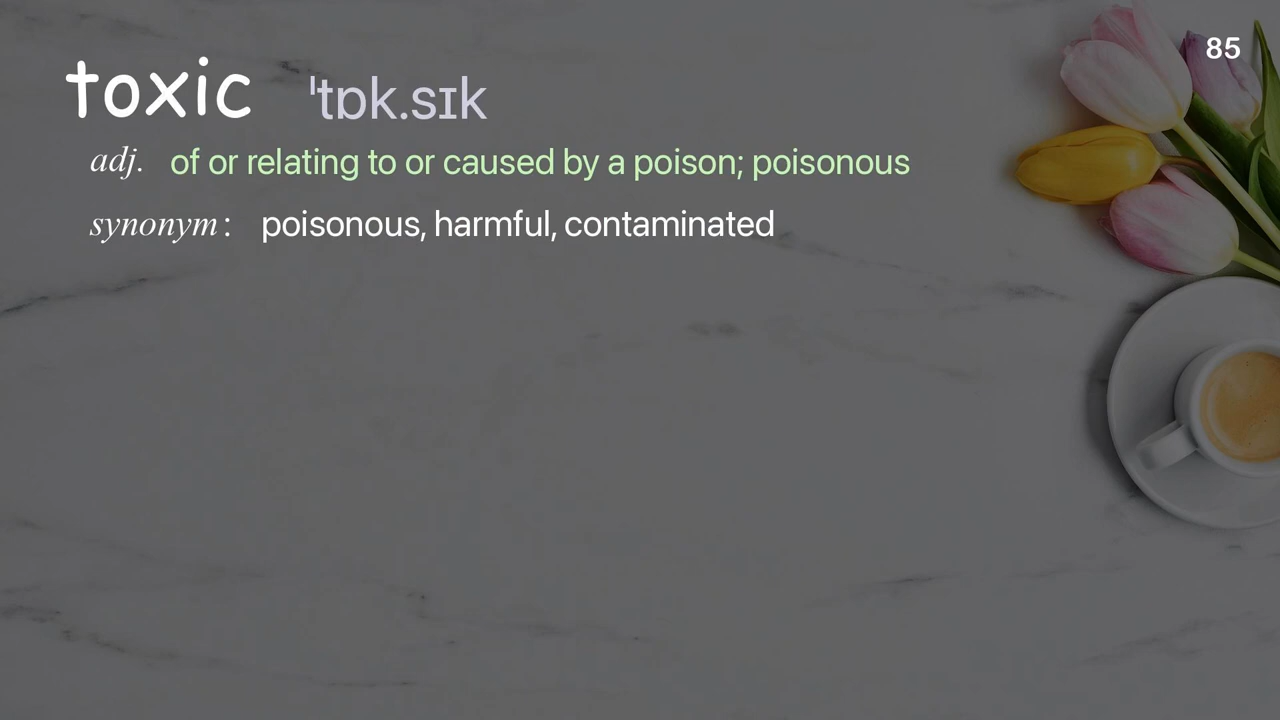 85
toxic ˈtɒk.sɪk
adj. of or relating to or caused by a poison; poisonous
synonym: poisonous, harmful, contaminated